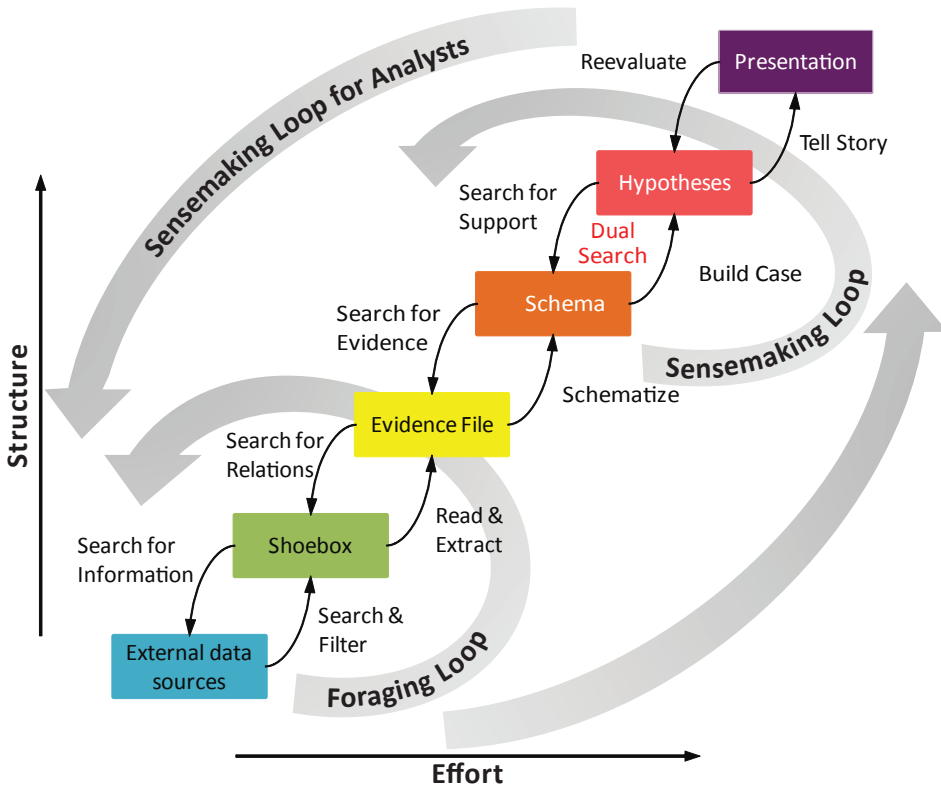 Sensemaking Loop for Analysts
Reevaluate
Presentation
Tell Story
Hypotheses
Search for
Support
Dual
Search
Build Case
Schema
Sensemaking Loop
Search for
Evidence
Schematize
Structure
Evidence File
Search for
Relations
Read &
Extract
Shoebox
Search for
Information
Search &
Filter
External data
sources
Foraging Loop
Effort